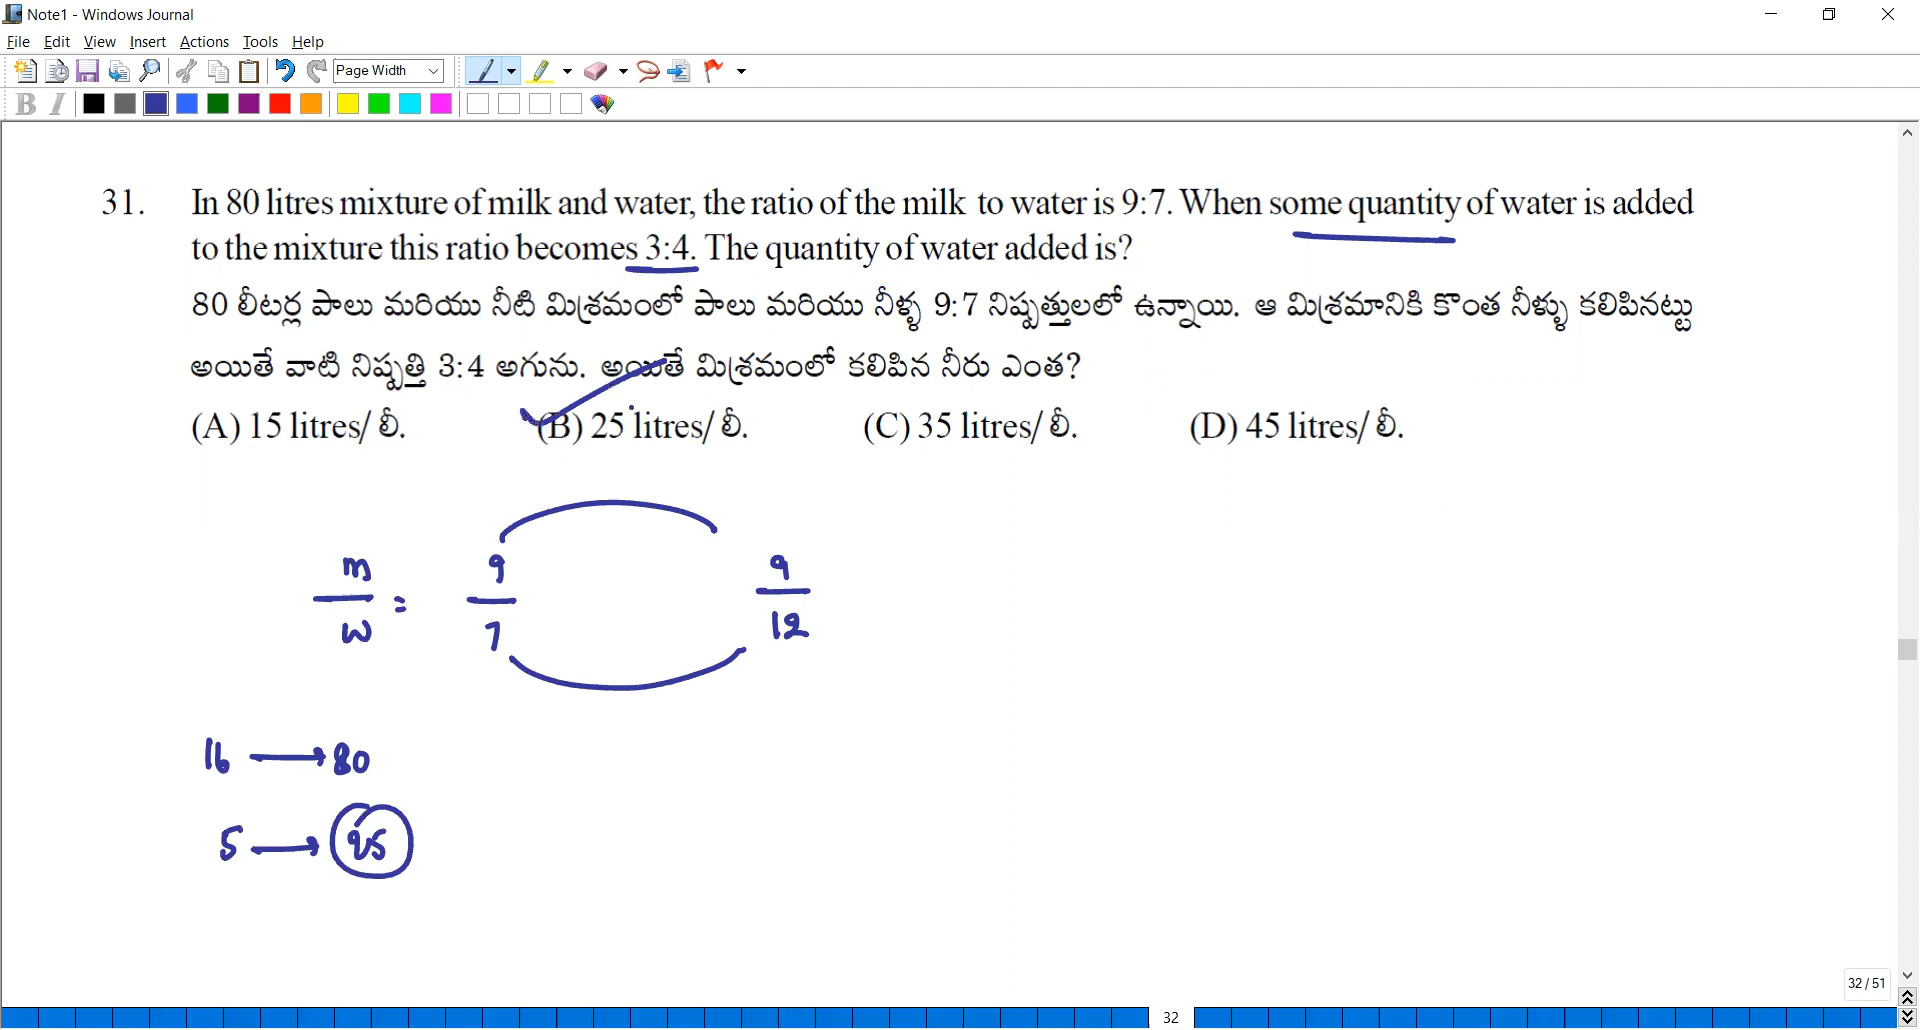 Note1 - Windows Journal
File Edit View Insert Actions Tools Help
Page Width
B I
31. In 80 litres mixture of milk and water, the ratio of the milk to water is 9:7. When some quantity of water is added
to the mixture this ratio becomes 3:4. The quantity of water added is?
80 లీటర్ల పాలు మరియు నీటి మిశ్రమంలో పాలు మరియు నీళ్ళ 9:7 నిష్పత్తులలో ఉన్నాయి. ఆ మిశ్రమానికి కొంత నీళ్ళు కలిపినట్టు
అయితే వాటి నిష్పత్తి 3:4 అగును. అయితే మిశ్రమంలో కలిపిన నీరు ఎంత?
(A) 15 litres/ లీ. (B) 25 litres/ లీ. (C) 35 litres/ లీ. (D) 45 litres/ లీ.
m 9 9
w = 7 12
16 → 80
5 → 25
32/51
32